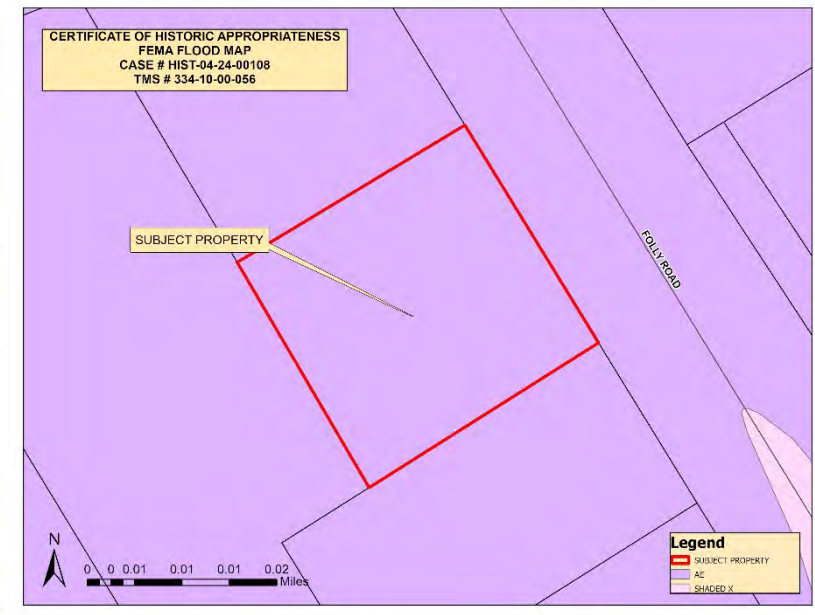 CERTIFICATE OF HISTORIC APPROPRIATENESS
FEMA FLOOD MAP
CASE # HIST-04-24-00108
TMS # 334-10-00-056
SUBJECT PROPERTY
FOLLY ROAD
N
0 0 0.01 0.01 0.01 0.02
Miles
Legend
SUBJECT PROPERTY
AE
SHADED X